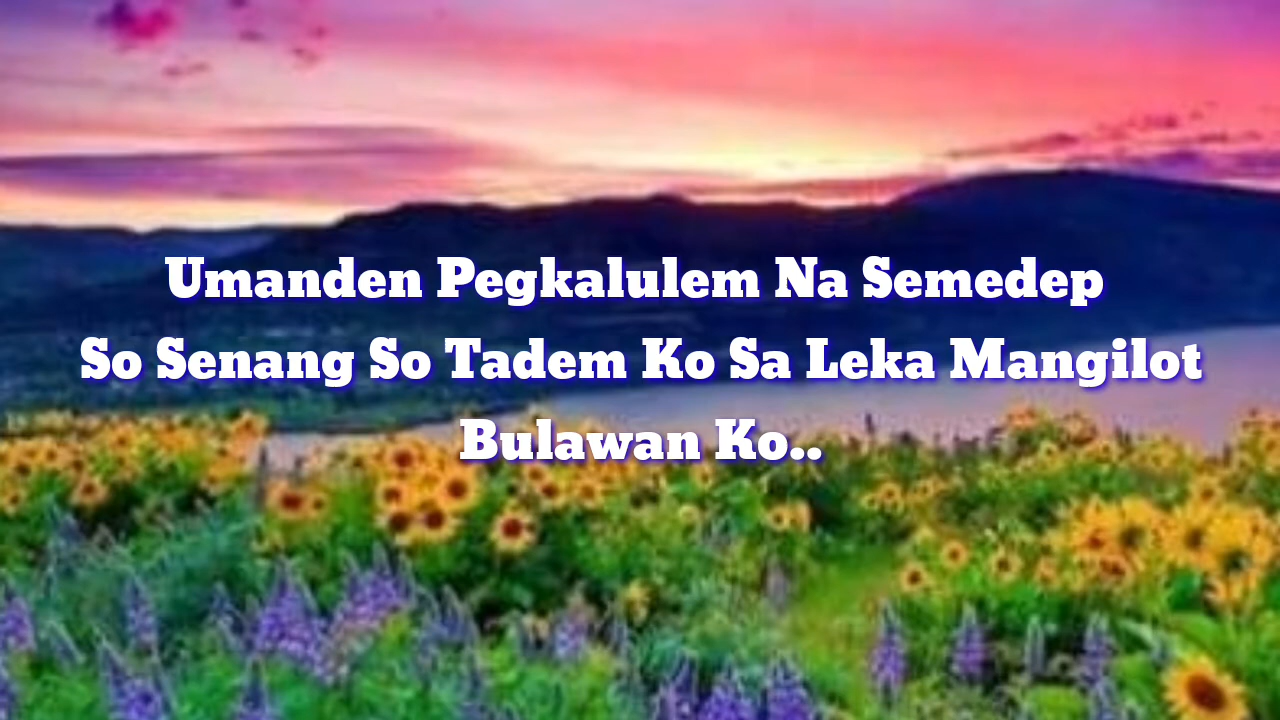 Umanden Pegkalulem Na Semedep
So Senang So Tadem Ko Sa Leka Mangilot
Bulawan Ko..